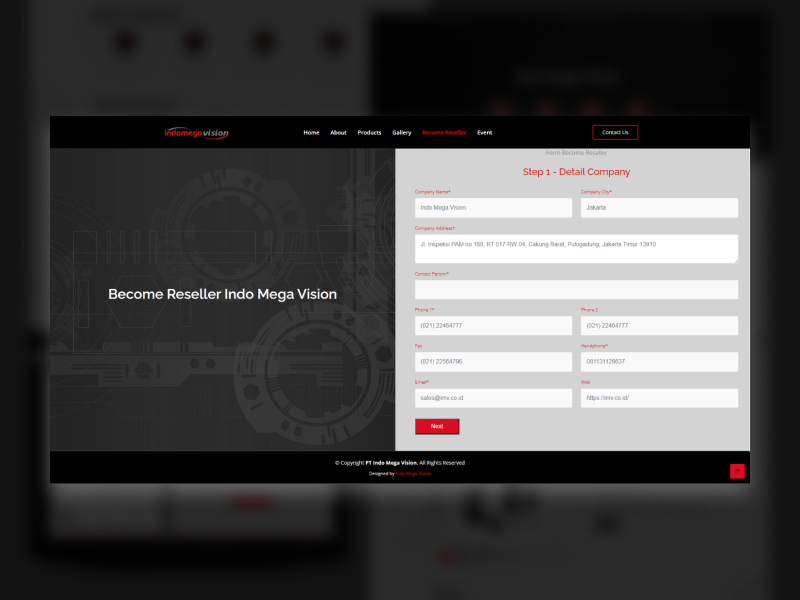 Indomegavision
Home About Products Gallery Become Reseller Event Contact Us
Form Become Reseller
Step 1 - Detail Company
Company Name* Company City*
Indo Mega Vision Jakarta
Company Address*
Jl. Inspeksi PAM no 168, RT 017 RW 04, Cakung Barat, Pulogadung, Jakarta Timur 13910
Become Reseller Indo Mega Vision
Contact Person*
Phone 1* Phone 2
(021) 22464777 (021) 22464777
Fax Handphone*
(021) 22564796 081131128637
Email* Web
sales@imv.co.id https://imv.co.id/
Next
© Copyright PT Indo Mega Vision. All Rights Reserved
Designed by Indo Mega Vision